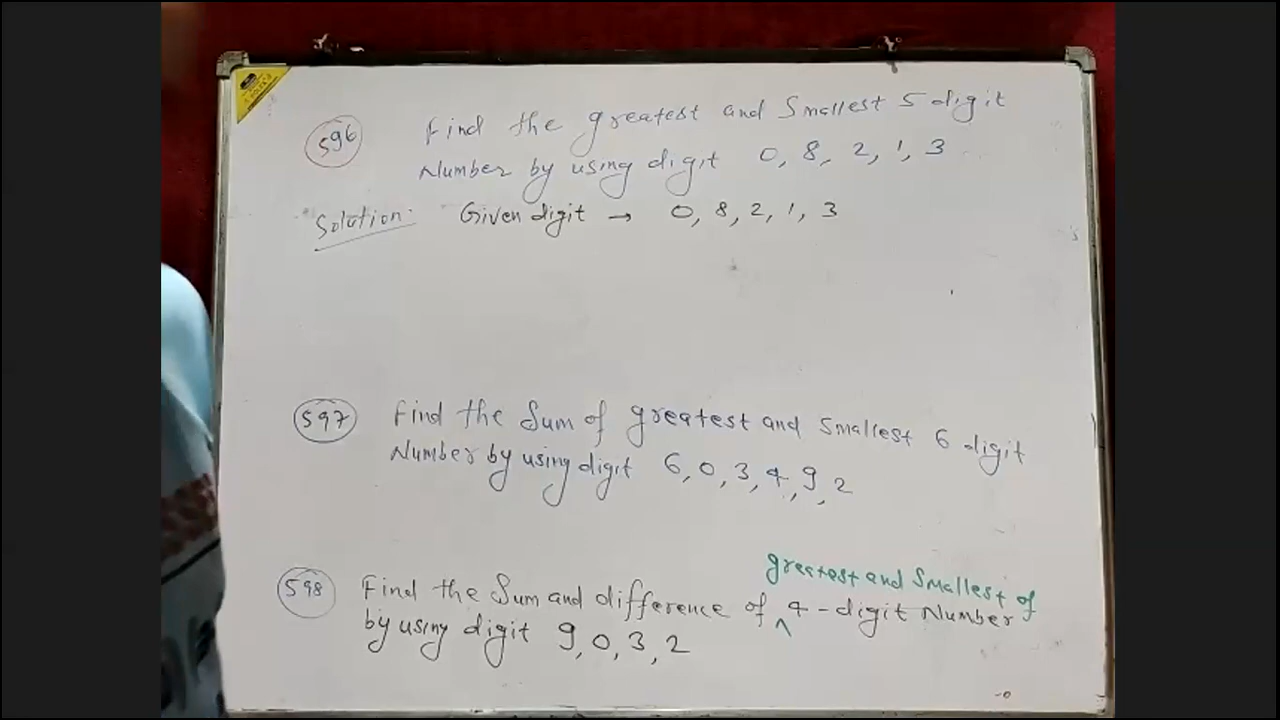 596 Find the greatest and Smallest 5 digit
Number by using digit 0, 8, 2, 1, 3
Solution: Given digit → 0, 8, 2, 1, 3
597 Find the Sum of greatest and Smallest 6 digit
Number by using digit 6, 0, 3, 4, 9, 2
greatest and Smallest of
598 Find the Sum and difference of ^ 4-digit Number
by using digit 9, 0, 3, 2